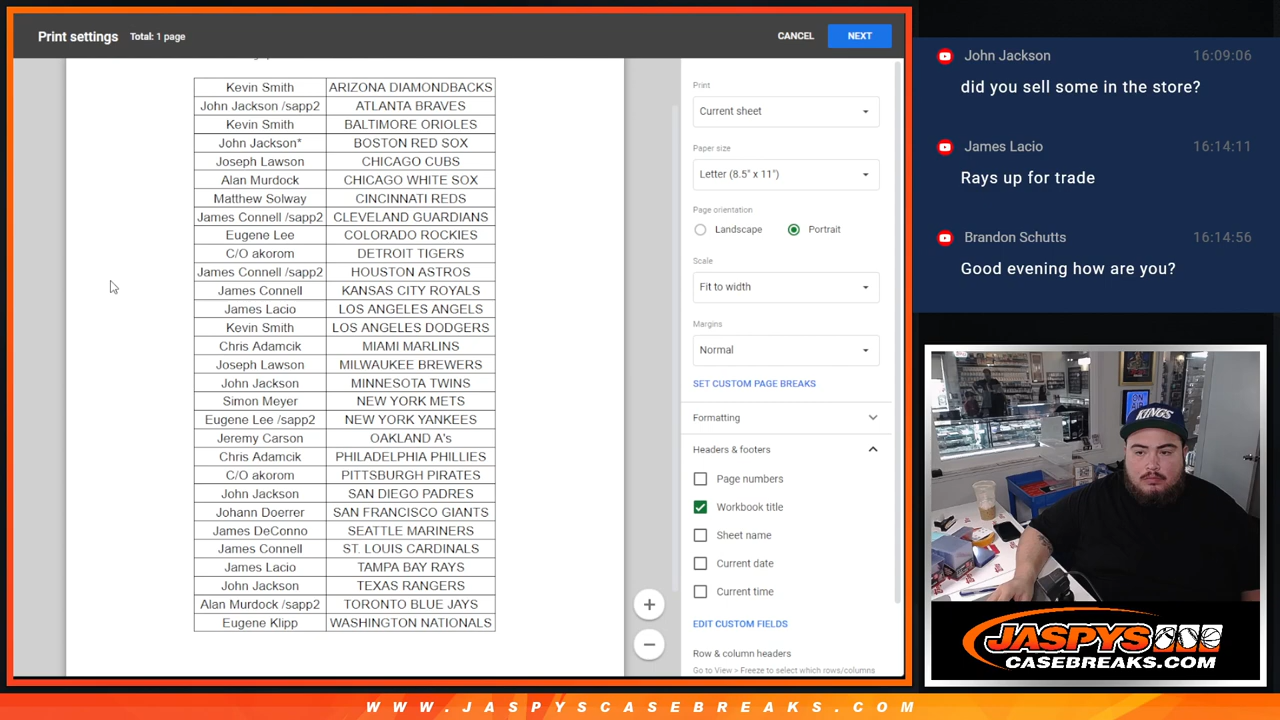 Print settings Total: 1 page
CANCEL NEXT
Kevin Smith ARIZONA DIAMONDBACKS
John Jackson /sapp2 ATLANTA BRAVES
Kevin Smith BALTIMORE ORIOLES
John Jackson* BOSTON RED SOX
Joseph Lawson CHICAGO CUBS
Alan Murdock CHICAGO WHITE SOX
Matthew Solway CINCINNATI REDS
James Connell /sapp2 CLEVELAND GUARDIANS
Eugene Lee COLORADO ROCKIES
C/O akorom DETROIT TIGERS
James Connell /sapp2 HOUSTON ASTROS
James Connell KANSAS CITY ROYALS
James Lacio LOS ANGELES ANGELS
Kevin Smith LOS ANGELES DODGERS
Chris Adamcik MIAMI MARLINS
Joseph Lawson MILWAUKEE BREWERS
John Jackson MINNESOTA TWINS
Simon Meyer NEW YORK METS
Eugene Lee /sapp2 NEW YORK YANKEES
Jeremy Carson OAKLAND A's
Chris Adamcik PHILADELPHIA PHILLIES
C/O akorom PITTSBURGH PIRATES
John Jackson SAN DIEGO PADRES
Johann Doerrer SAN FRANCISCO GIANTS
James DeConno SEATTLE MARINERS
James Connell ST. LOUIS CARDINALS
James Lacio TAMPA BAY RAYS
John Jackson TEXAS RANGERS
Alan Murdock /sapp2 TORONTO BLUE JAYS
Eugene Klipp WASHINGTON NATIONALS
Print
Current sheet
Paper size
Letter (8.5" x 11")
Page orientation
Landscape Portrait
Scale
Fit to width
Margins
Normal
SET CUSTOM PAGE BREAKS
Formatting
Headers & footers
Page numbers
Workbook title
Sheet name
Current date
Current time
EDIT CUSTOM FIELDS
Row & column headers
Go to View > Freeze to select which rows/columns
John Jackson 16:09:06
did you sell some in the store?
James Lacio 16:14:11
Rays up for trade
Brandon Schutts 16:14:56
Good evening how are you?
ON AIR
KINGS
JASPYS
CASEBREAKS.COM
WWW.JASPYSCASEBREAKS.COM